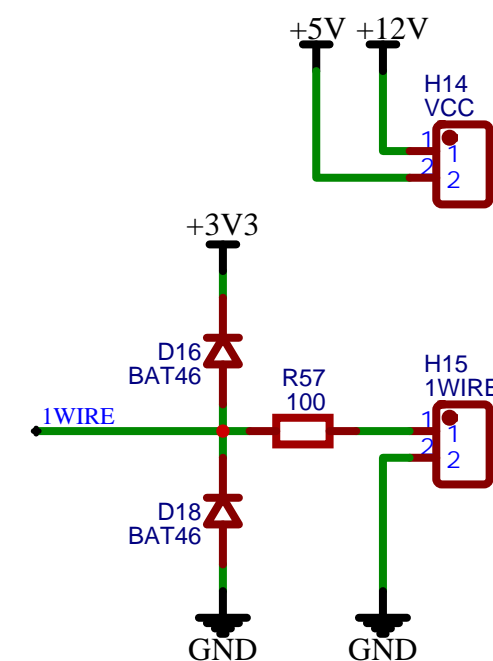 +5V +12V
H14
VCC
1
1
2
2
+3V3
D16
BAT46
R57
100
H15
1WIRE
1WIRE
1
1
2
2
D18
BAT46
GND
GND